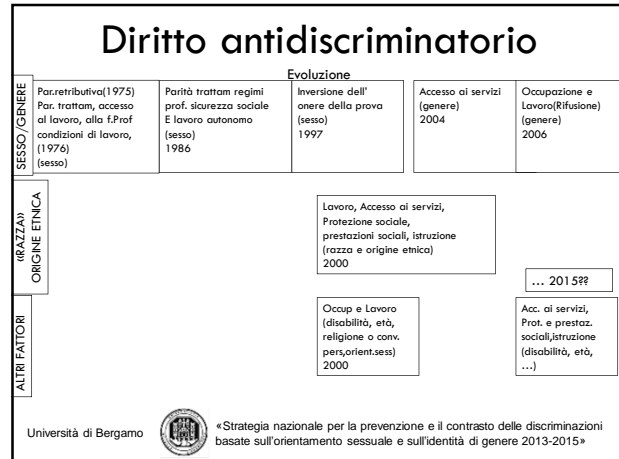 Diritto antidiscriminatorio
Evoluzione
SESSO/GENERE
Par.retributiva(1975)
Par. trattam, accesso
al lavoro, alla f.Prof
condizioni di lavoro,
(1976)
(sesso)
Parità trattam regimi
prof. sicurezza sociale
E lavoro autonomo
(sesso)
1986
Inversione dell'
onere della prova
(sesso)
1997
Accesso ai servizi
(genere)
2004
Occupazione e
Lavoro(Rifusione)
(genere)
2006
«RAZZA»
ORIGINE ETNICA
Lavoro, Accesso ai servizi,
Protezione sociale,
prestazioni sociali, istruzione
(razza e origine etnica)
2000
... 2015??
ALTRI FATTORI
Occup e Lavoro
(disabilità, età,
religione o conv.
pers,orient.sess)
2000
Acc. ai servizi,
Prot. e prestaz.
sociali,istruzione
(disabilità, età,
...)
Università di Bergamo
«Strategia nazionale per la prevenzione e il contrasto delle discriminazioni
basate sull'orientamento sessuale e sull'identità di genere 2013-2015»